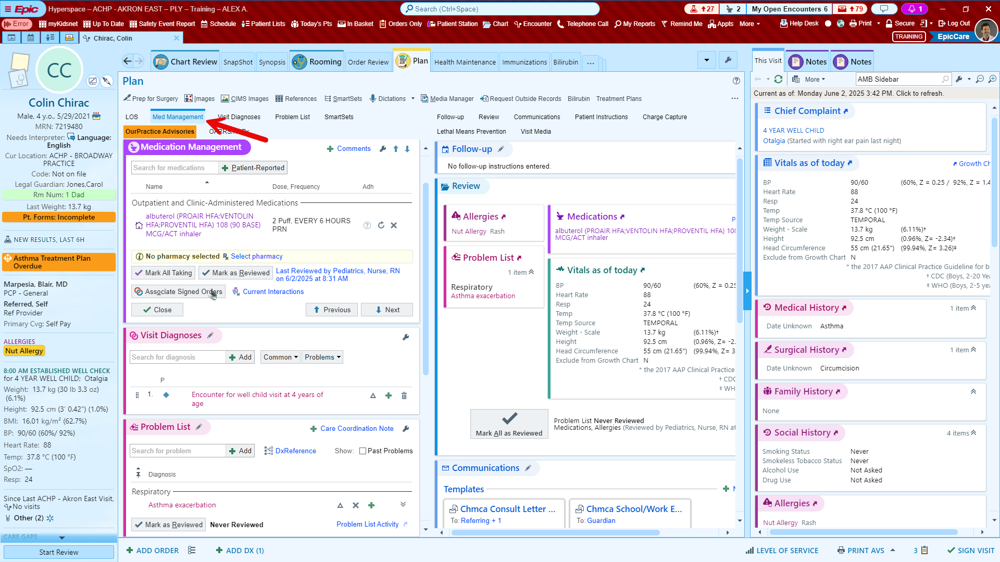 Epic
Hyperspace – ACHP - AKRON EAST – PLY – Training – ALEX A.
Search (Ctrl+Space)
27
2
My Open Encounters 6
79
1
Error
myKidsnet
Up To Date
Safety Event Report
Schedule
Patient Lists
Today's Pts
In Basket
Orders Only
Patient Station
Chart
Encounter
Telephone Call
My Reports
Remind Me
Appts
More
Help Desk
Print
Secure
Log Out
Chirac, Colin
TRAINING
EpicCare
CC
Colin Chirac
Male, 4 y.o., 5/29/2021
MRN: 7219480
Needs Interpreter: Language:
English
Cur Location: ACHP - BROADWAY
PRACTICE
Code: Not on file
Legal Guardian: Jones,Carol
Rm Num: 1 Dad
Last Weight: 13.7 kg
Pt. Forms: Incomplete
NEW RESULTS, LAST 6H
Asthma Treatment Plan
Overdue
Marpesia, Blair, MD
PCP - General
Referred, Self
Ref Provider
Primary Cvg: Self Pay
ALLERGIES
Nut Allergy
8:00 AM ESTABLISHED WELL CHECK
for 4 YEAR WELL CHILD; Otalgia
Weight: 13.7 kg (30 lb 3.3 oz)
(6.1%)
Height: 92.5 cm (3' 0.42") (1.0%)
BMI: 16.01 kg/m² (62.7%)
BP: 90/60 (60%/ 92%)
Heart Rate: 88
Temp: 37.8 °C (100 °F)
SpO2: —
Resp: 24
Since Last ACHP - Akron East Visit,
No visits
Other (2)
CARE GAPS
Start Review
Chart Review
SnapShot
Synopsis
Rooming
Order Review
Plan
Health Maintenance
Immunizations
Bilirubin
...
Plan
Prep for Surgery
Images
CIMS Images
References
SmartSets
Dictations
Media Manager
Request Outside Records
Bilirubin
Treatment Plans
...
LOS
Med Management
Visit Diagnoses
Problem List
SmartSets
OurPractice Advisories
Medication Management
Comments
Search for medications
Patient-Reported
Name
Dose, Frequency
Adh
Outpatient and Clinic-Administered Medications
albuterol (PROAIR HFA;VENTOLIN
HFA;PROVENTIL HFA) 108 (90 BASE)
MCG/ACT inhaler
2 Puff, EVERY 6 HOURS
PRN
No pharmacy selected
Select pharmacy
Mark All Taking
Mark as Reviewed
Last Reviewed by Pediatrics, Nurse, RN
on 6/2/2025 at 8:31 AM
Associate Signed Orders
Current Interactions
Close
Previous
Next
Visit Diagnoses
Search for diagnosis
Add
Common
Problems
P
1.
Encounter for well child visit at 4 years of
age
Problem List
Care Coordination Note
Search for problem
Add
DxReference
Show:
Past Problems
Diagnosis
Respiratory
Asthma exacerbation
Mark as Reviewed
Never Reviewed
Problem List Activity
Follow-up
Review
Communications
Patient Instructions
Charge Capture
Lethal Means Prevention
Visit Media
Follow-up
No follow-up instructions entered.
Review
Allergies
Nut Allergy Rash
Problem List
1 item
Respiratory
Asthma exacerbation
Medications
P
albuterol (PROAIR HFA;VENTOLIN HFA;PROVENTIL HFA) 108
MCG/ACT inhaler
Vitals as of today
BP 90/60 (60%, Z = 0.25
Heart Rate 88
Resp 24
Temp 37.8 °C (100 °F)
Temp Source TEMPORAL
Weight - Scale 13.7 kg (6.11%)†
Height 92.5 cm (0.96%, Z= -2.
Head Circumference 55 cm (21.65") (99.94%, Z= 3
Exclude from Growth Chart N
* the 2017 AAP Clinical Practice
† CDC
‡ WH
Mark All as Reviewed
Problem List Never Reviewed
Medications, Allergies (Reviewed by Pediatrics, Nurse, RN at
Communications
Templates
Chmca Consult Letter ...
To: Referring + 1
Chmca School/Work E...
To: Guardian
This Visit
Notes
Notes
More
AMB Sidebar
Current as of: Monday June 2, 2025 3:42 PM. Click to refresh.
Chief Complaint
4 YEAR WELL CHILD
Otalgia (Started with right ear pain last night)
Vitals as of today
Growth Ch
BP 90/60 (60%, Z = 0.25 / 92%, Z = 1.4
Heart Rate 88
Resp 24
Temp 37.8 °C (100 °F)
Temp Source TEMPORAL
Weight - Scale 13.7 kg (6.11%)†
Height 92.5 cm (0.96%, Z= -2.34)†
Head Circumference 55 cm (21.65") (99.94%, Z= 3.26)‡
Exclude from Growth Chart N
* the 2017 AAP Clinical Practice Guideline for b
† CDC (Boys, 2-20 Yea
‡ WHO (Boys, 2-5 yea
Medical History
1 item
Date Unknown Asthma
Surgical History
1 item
Date Unknown Circumcision
Family History
None
Social History
4 items
Smoking Status Never
Smokeless Tobacco Status Never
Alcohol Use Not Asked
Drug Use Not Asked
Allergies
Nut Allergy Rash
ADD ORDER
ADD DX (1)
LEVEL OF SERVICE
PRINT AVS
3
SIGN VISIT